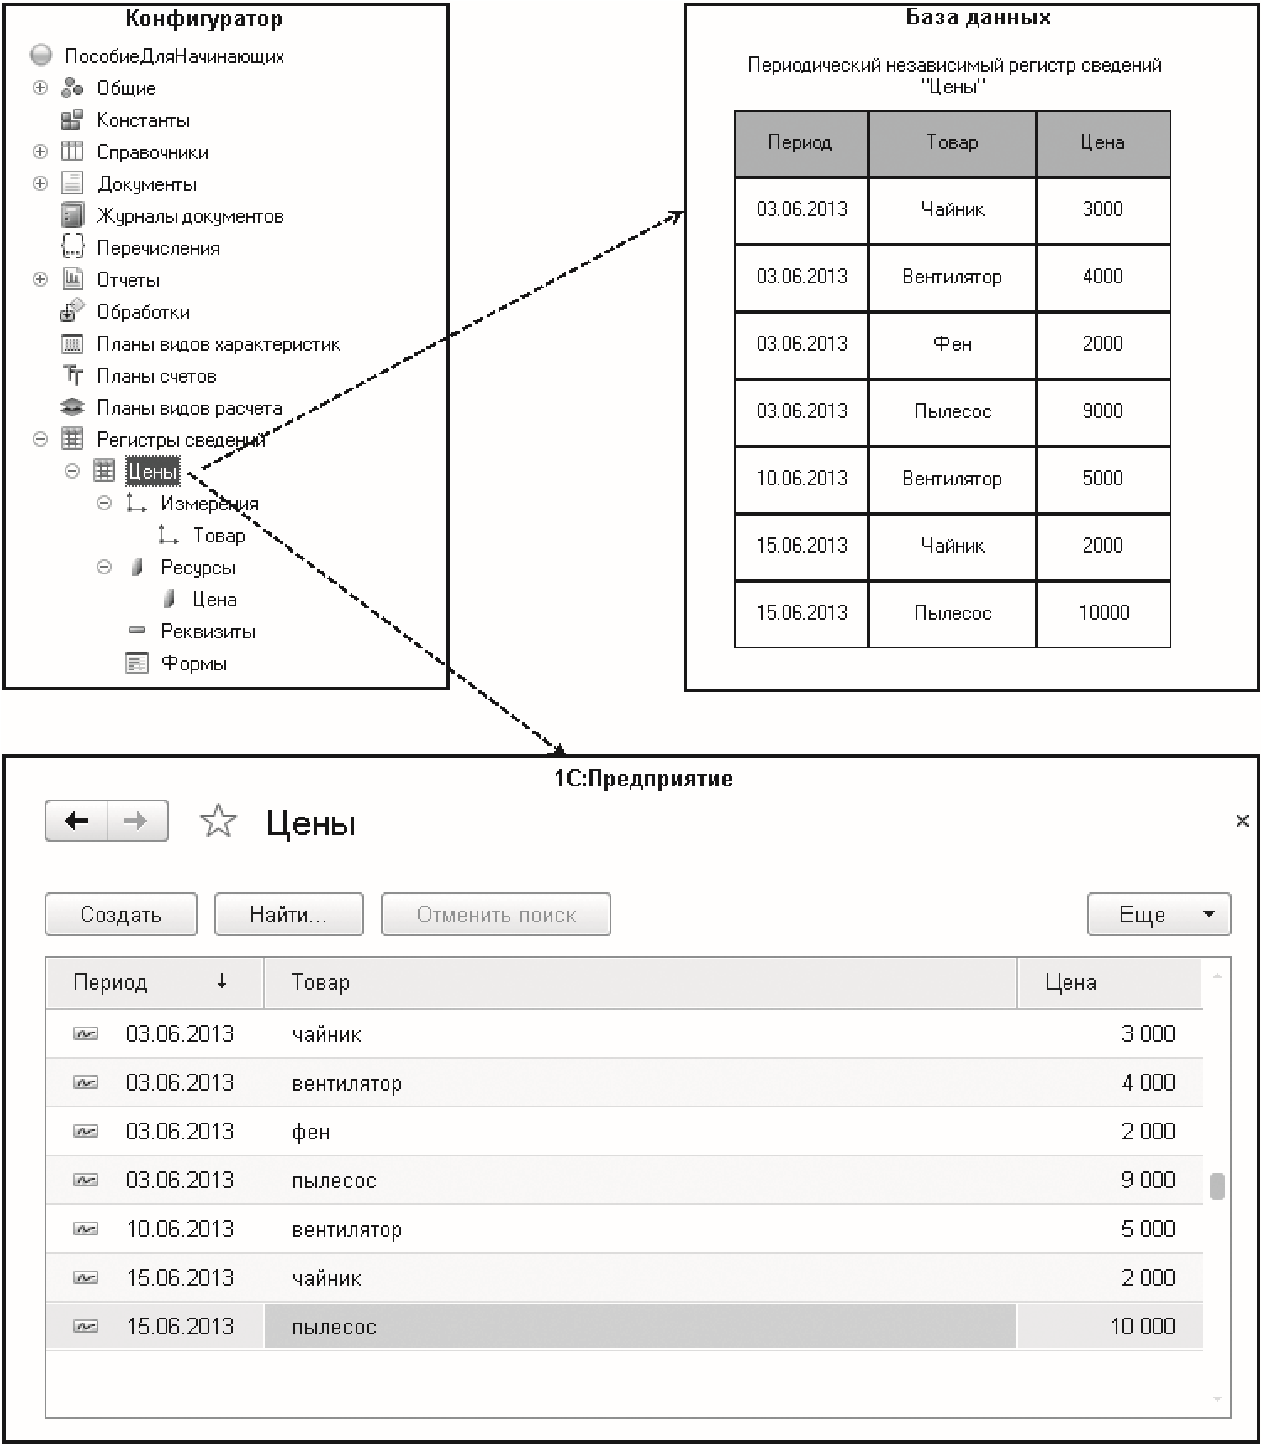 Конфигуратор
ПособиеДляНачинающих
Общие
Константы
Справочники
Документы
Журналы документов
Перечисления
Отчеты
Обработки
Планы видов характеристик
Планы счетов
Планы видов расчета
Регистры сведений
Цены
Измерения
Товар
Ресурсы
Цена
Реквизиты
Формы
База данных
Периодический независимый регистр сведений
"Цены"
Период Товар Цена
03.06.2013 Чайник 3000
03.06.2013 Вентилятор 4000
03.06.2013 Фен 2000
03.06.2013 Пылесос 9000
10.06.2013 Вентилятор 5000
15.06.2013 Чайник 2000
15.06.2013 Пылесос 10000
1С:Предприятие
Цены
Создать Найти... Отменить поиск Еще
Период Товар Цена
03.06.2013 чайник 3 000
03.06.2013 вентилятор 4 000
03.06.2013 фен 2 000
03.06.2013 пылесос 9 000
10.06.2013 вентилятор 5 000
15.06.2013 чайник 2 000
15.06.2013 пылесос 10 000